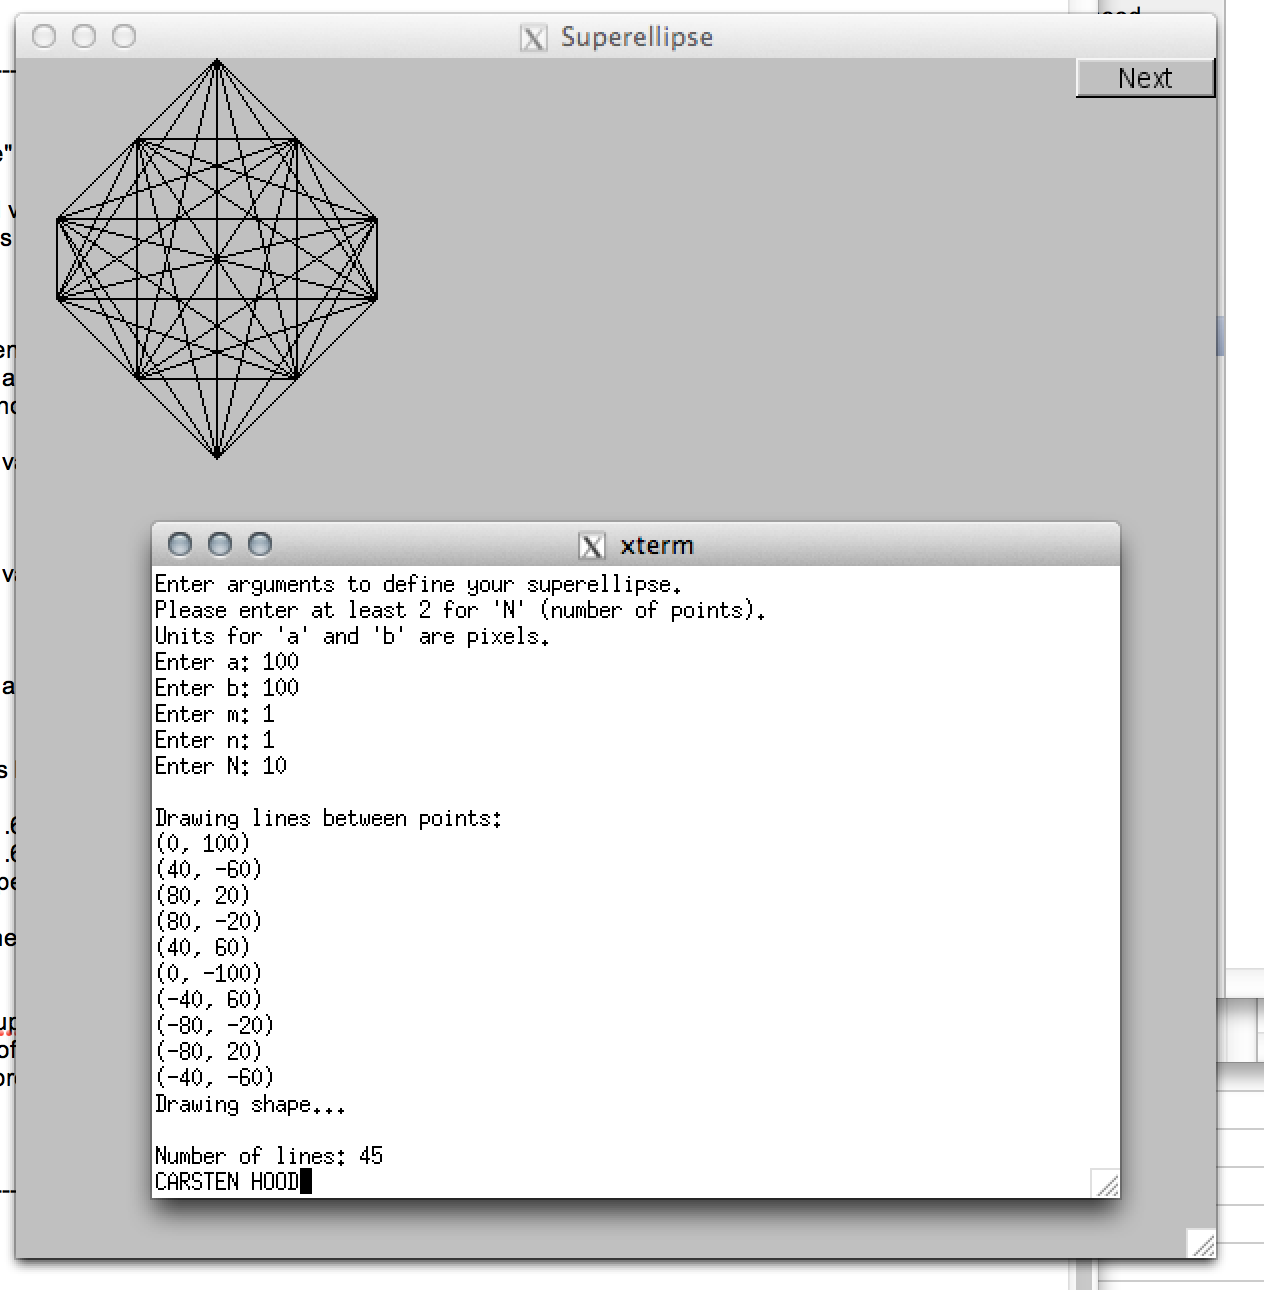 Superellipse
Next
xterm
Enter arguments to define your superellipse.
Please enter at least 2 for 'N' (number of points).
Units for 'a' and 'b' are pixels.
Enter a: 100
Enter b: 100
Enter m: 1
Enter n: 1
Enter N: 10
Drawing lines between points:
(0, 100)
(40, -60)
(80, 20)
(80, -20)
(40, 60)
(0, -100)
(-40, 60)
(-80, -20)
(-80, 20)
(-40, -60)
Drawing shape...
Number of lines: 45
CARSTEN HOOD